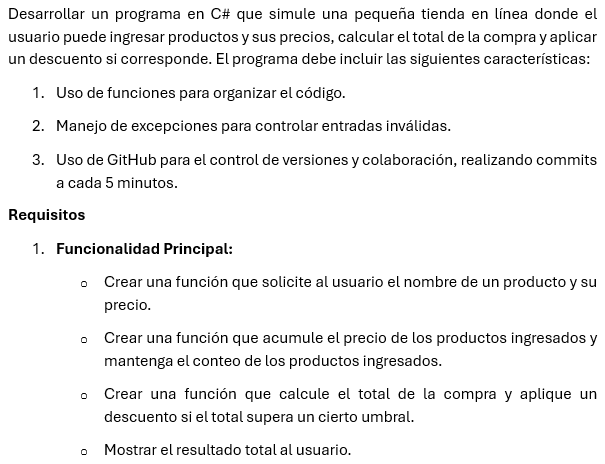 Desarrollar un programa en C# que simule una pequeña tienda en línea donde el
usuario puede ingresar productos y sus precios, calcular el total de la compra y aplicar
un descuento si corresponde. El programa debe incluir las siguientes características:
1. Uso de funciones para organizar el código.
2. Manejo de excepciones para controlar entradas inválidas.
3. Uso de GitHub para el control de versiones y colaboración, realizando commits
a cada 5 minutos.
Requisitos
1. Funcionalidad Principal:
o Crear una función que solicite al usuario el nombre de un producto y su
precio.
o Crear una función que acumule el precio de los productos ingresados y
mantenga el conteo de los productos ingresados.
o Crear una función que calcule el total de la compra y aplique un
descuento si el total supera un cierto umbral.
o Mostrar el resultado total al usuario.